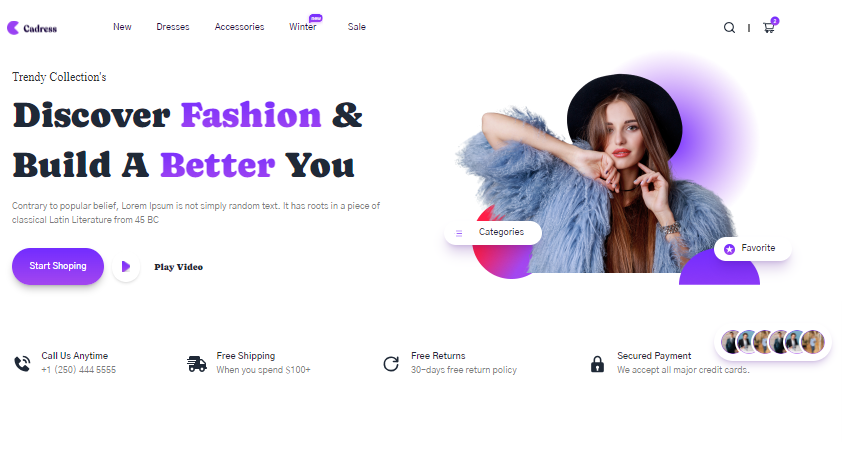 Cadress
New
Dresses
Accessories
Winter
new
Sale
2
Trendy Collection's
Discover Fashion &
Build A Better You
Contrary to popular belief, Lorem Ipsum is not simply random text. It has roots in a piece of
classical Latin Literature from 45 BC
Start Shoping
Play Video
Categories
Favorite
Call Us Anytime
+1 (250) 444 5555
Free Shipping
When you spend $100+
Free Returns
30-days free return policy
Secured Payment
We accept all major credit cards.